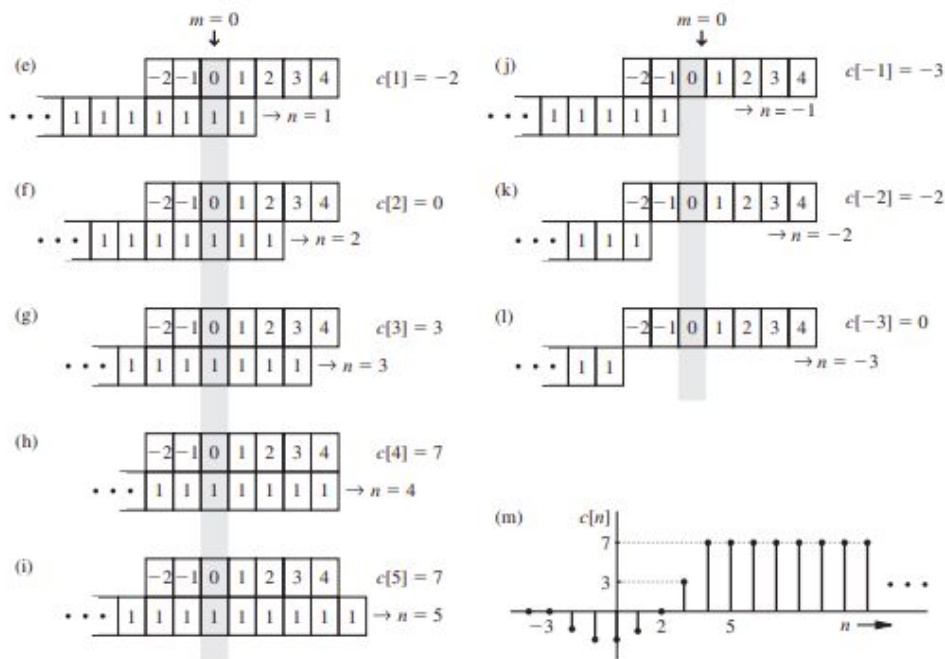 m = 0
↓
(e)
−2 −1 0 1 2 3 4
c[1] = −2
• • • 1 1 1 1 1 1 1 → n = 1
(f)
−2 −1 0 1 2 3 4
c[2] = 0
• • • 1 1 1 1 1 1 1 → n = 2
(g)
−2 −1 0 1 2 3 4
c[3] = 3
• • • 1 1 1 1 1 1 1 → n = 3
(h)
−2 −1 0 1 2 3 4
c[4] = 7
• • • 1 1 1 1 1 1 1 → n = 4
(i)
−2 −1 0 1 2 3 4
c[5] = 7
• • • 1 1 1 1 1 1 1 1 1 → n = 5
m = 0
↓
(j)
−2 −1 0 1 2 3 4
c[−1] = −3
• • • 1 1 1 1 1 → n = −1
(k)
−2 −1 0 1 2 3 4
c[−2] = −2
• • • 1 1 1 → n = −2
(l)
−2 −1 0 1 2 3 4
c[−3] = 0
• • • 1 1 → n = −3
(m)
c[n]
7
3
• • •
−3 2 5 n →